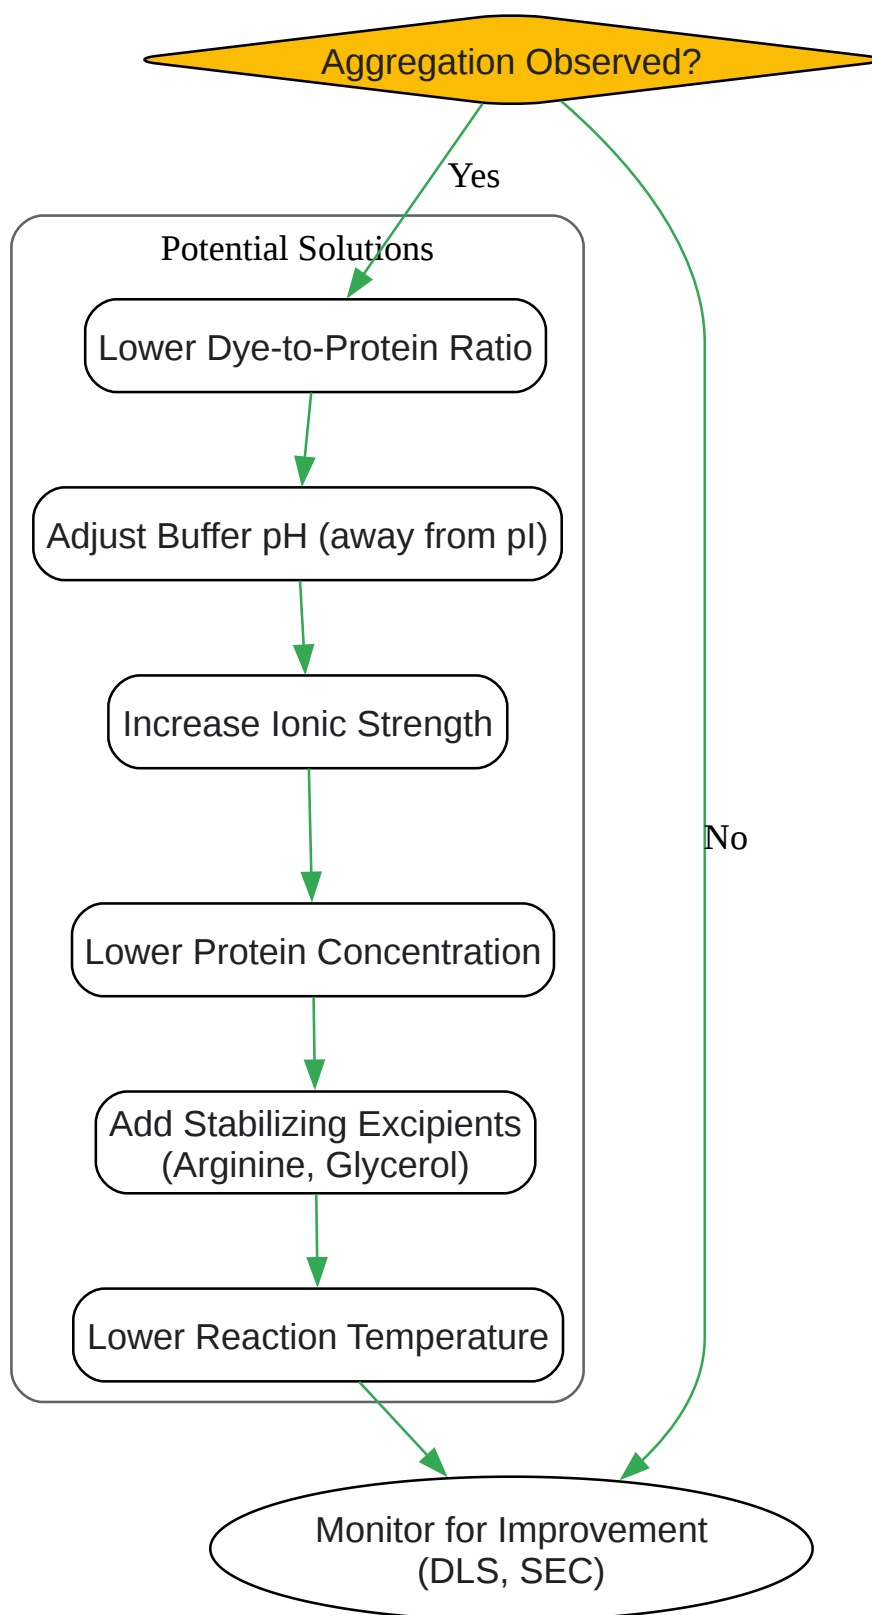 Aggregation Observed?
Yes
Potential Solutions
Lower Dye-to-Protein Ratio
Adjust Buffer pH (away from pI)
Increase Ionic Strength
No
Lower Protein Concentration
Add Stabilizing Excipients
(Arginine, Glycerol)
Lower Reaction Temperature
Monitor for Improvement
(DLS, SEC)